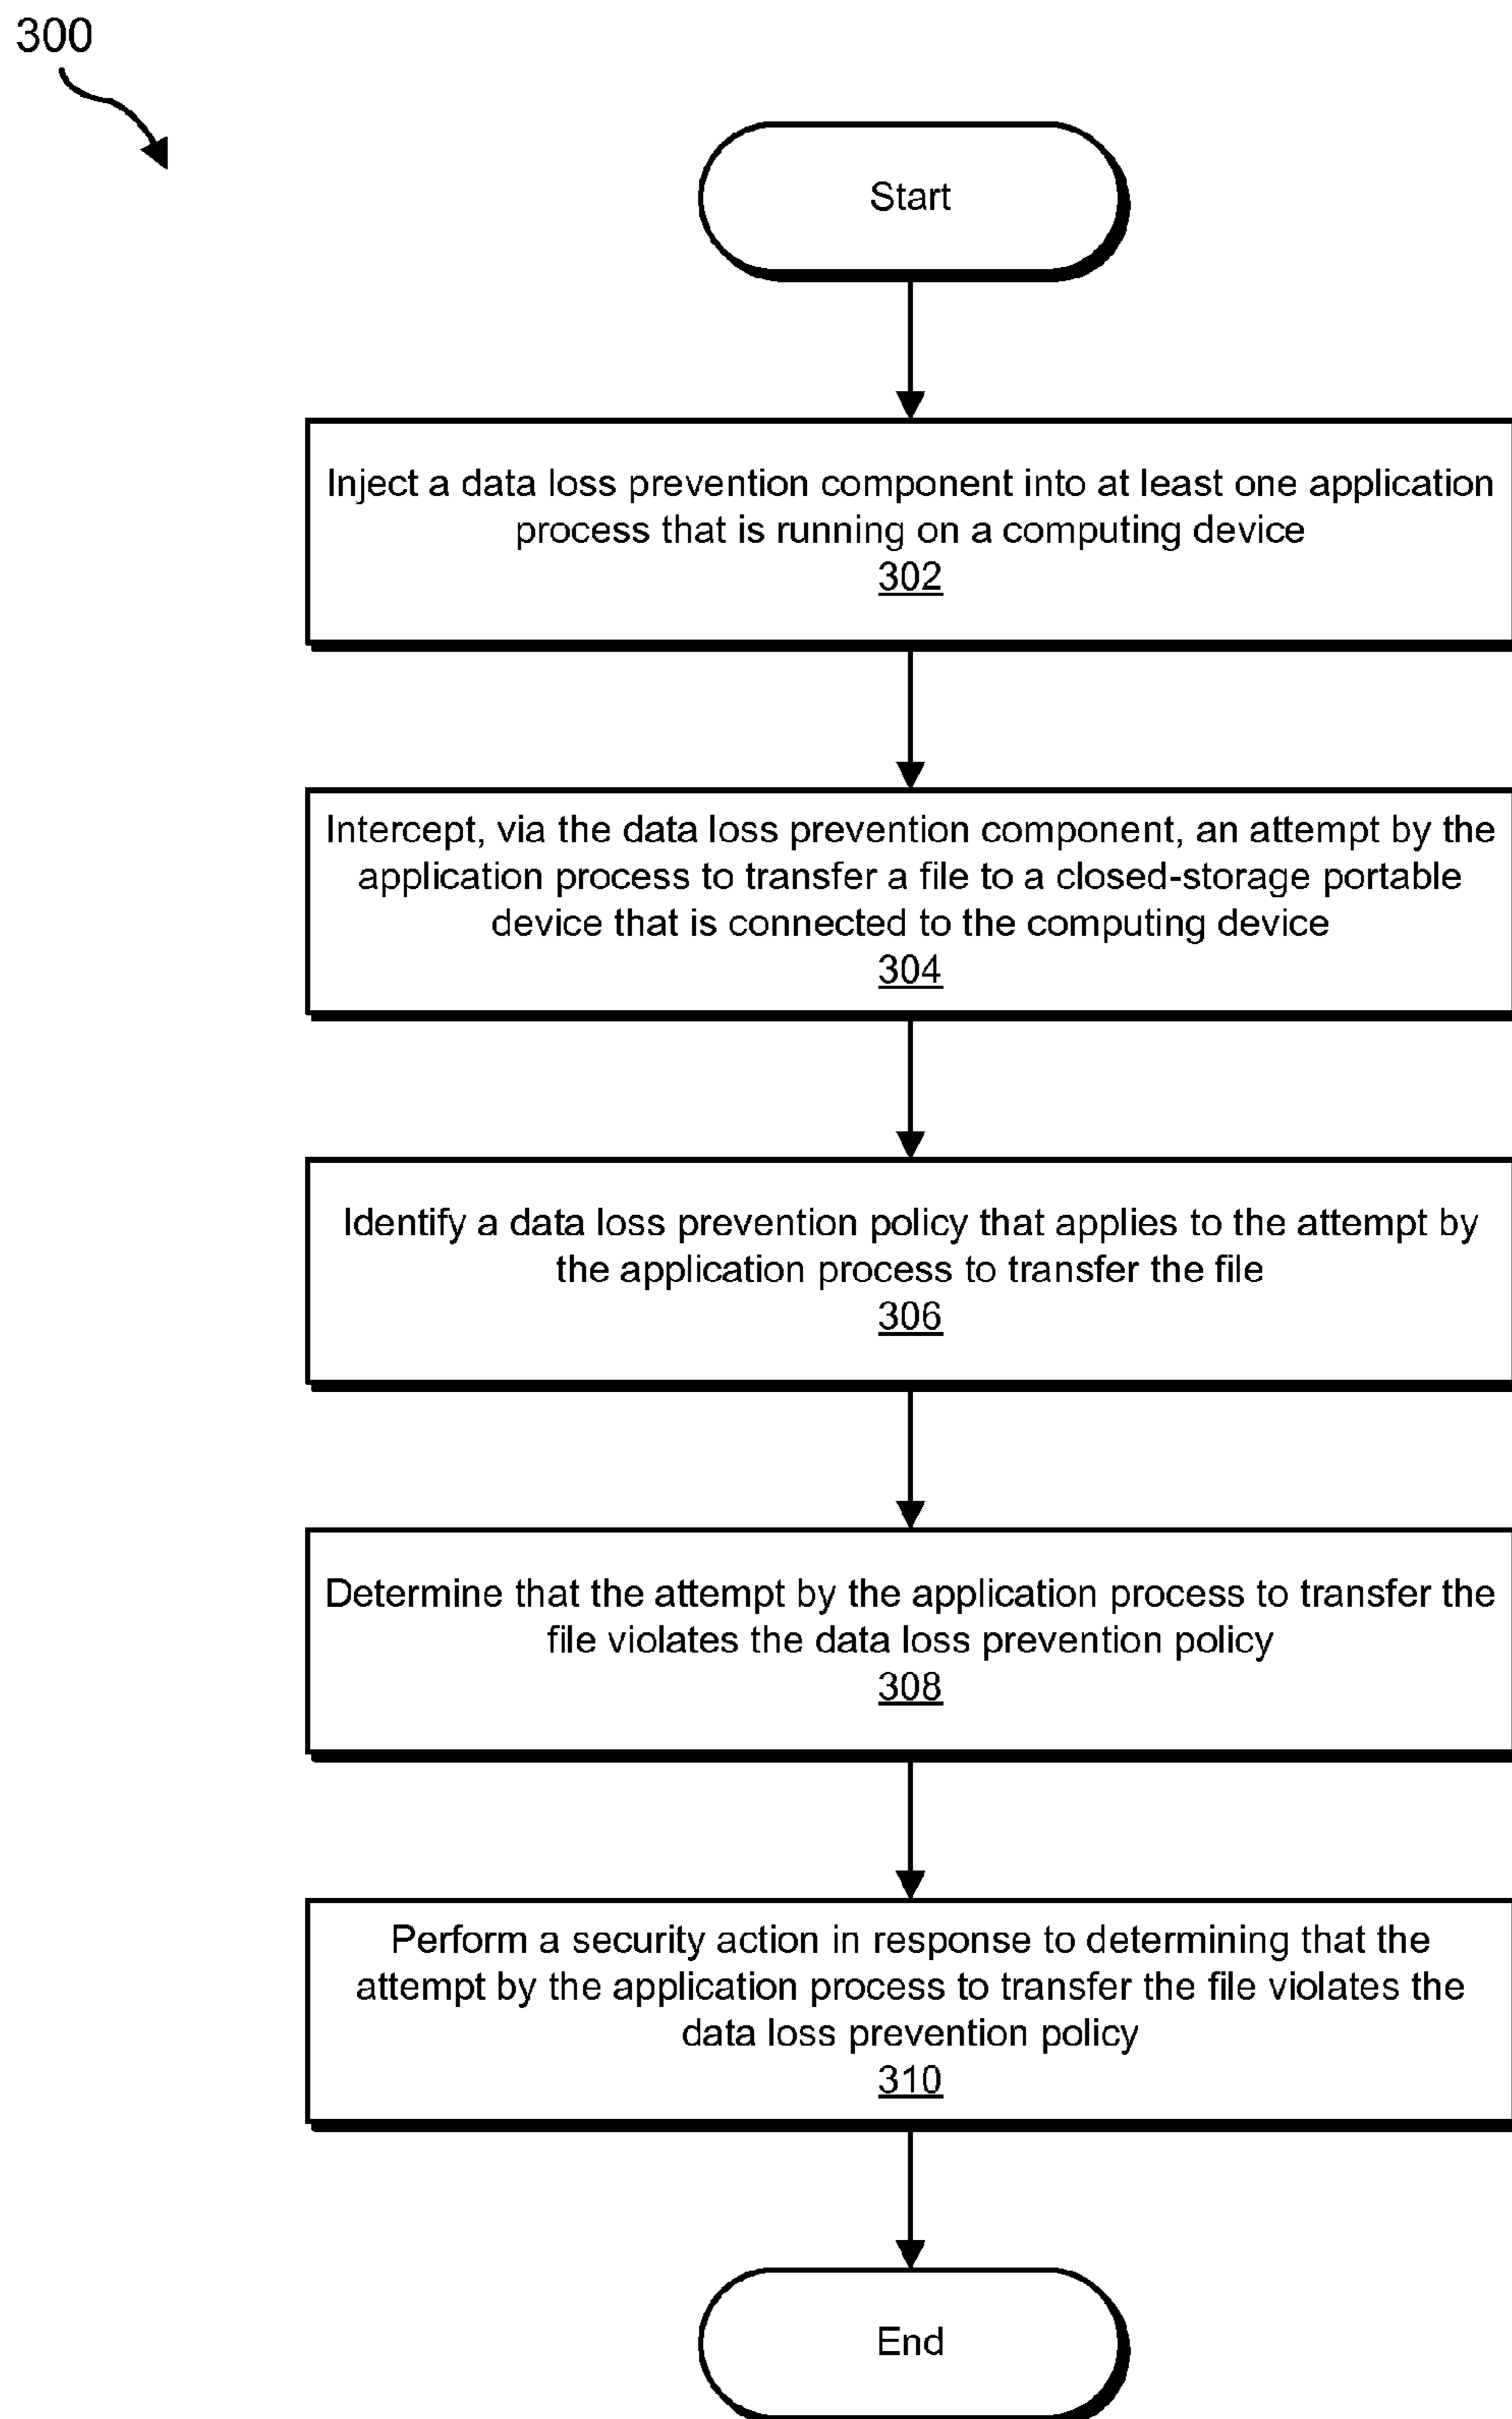 300
Start
Inject a data loss prevention component into at least one application
process that is running on a computing device
302
Intercept, via the data loss prevention component, an attempt by the
application process to transfer a file to a closed-storage portable
device that is connected to the computing device
304
Identify a data loss prevention policy that applies to the attempt by
the application process to transfer the file
306
Determine that the attempt by the application process to transfer the
file violates the data loss prevention policy
308
Perform a security action in response to determining that the
attempt by the application process to transfer the file violates the
data loss prevention policy
310
End